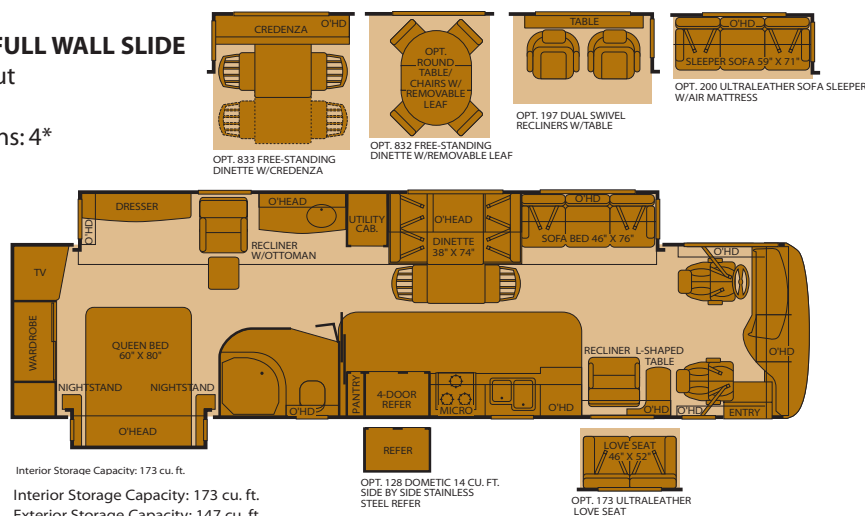 FULL WALL SLIDE
ut
ns: 4*
CREDENZA
O'HD
OPT. 833 FREE-STANDING
DINETTE W/CREDENZA
OPT.
ROUND
TABLE/
CHAIRS W/
REMOVABLE
LEAF
OPT. 832 FREE-STANDING
DINETTE W/REMOVABLE LEAF
TABLE
OPT. 197 DUAL SWIVEL
RECLINERS W/TABLE
O'HD
SLEEPER SOFA 59" X 71"
OPT. 200 ULTRALEATHER SOFA SLEEPER
W/AIR MATTRESS
DRESSER
O'HD
O'HEAD
RECLINER
W/OTTOMAN
UTILITY
CAB.
O'HEAD
DINETTE
38" X 74"
O'HD
SOFA BED 46" X 76"
O'HD
TV
WARDROBE
QUEEN BED
60" X 80"
NIGHTSTAND
NIGHTSTAND
O'HEAD
O'HD
PANTRY
4-DOOR
REFER
MICRO
O'HD
RECLINER
L-SHAPED
TABLE
O'HD
O'HD
ENTRY
O'HD
REFER
OPT. 128 DOMETIC 14 CU. FT.
SIDE BY SIDE STAINLESS
STEEL REFER
LOVE SEAT
46" X 52"
OPT. 173 ULTRALEATHER
LOVE SEAT
Interior Storage Capacity: 173 cu. ft.
Interior Storage Capacity: 173 cu. ft.
Exterior Storage Capacity: 147 cu. ft.